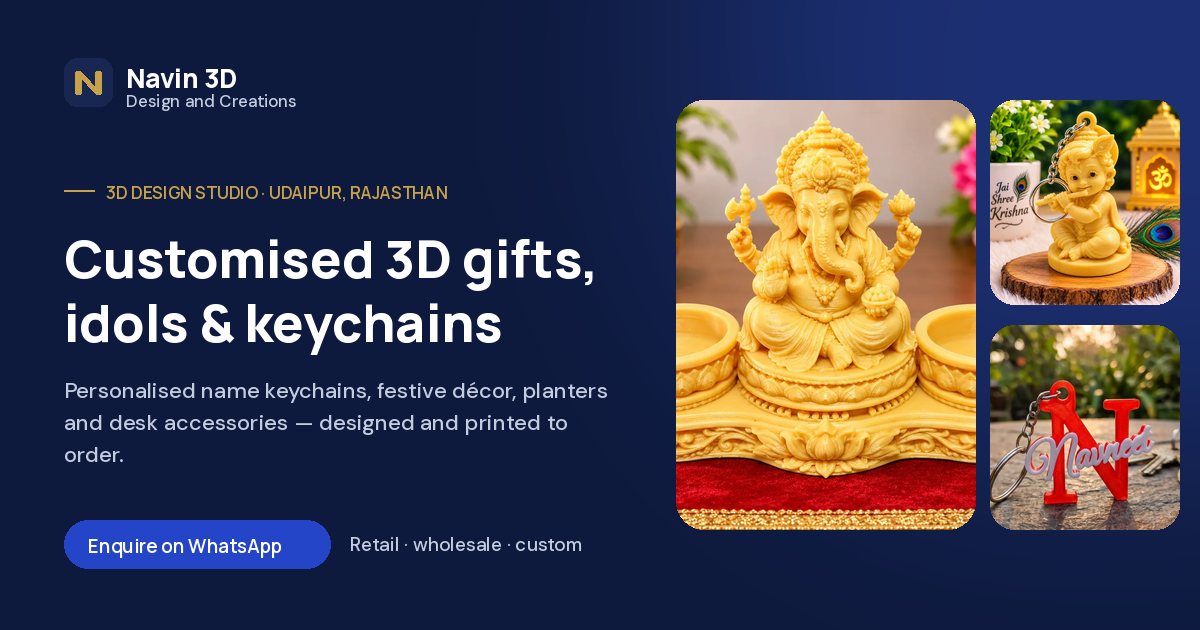 N
Navin 3D
Design and Creations
3D DESIGN STUDIO · UDAIPUR, RAJASTHAN
Customised 3D gifts,
idols & keychains
Personalised name keychains, festive décor, planters
and desk accessories — designed and printed to
order.
Enquire on WhatsApp
Retail · wholesale · custom
Jai
Shree
Krishna
ॐ
N
Navneet